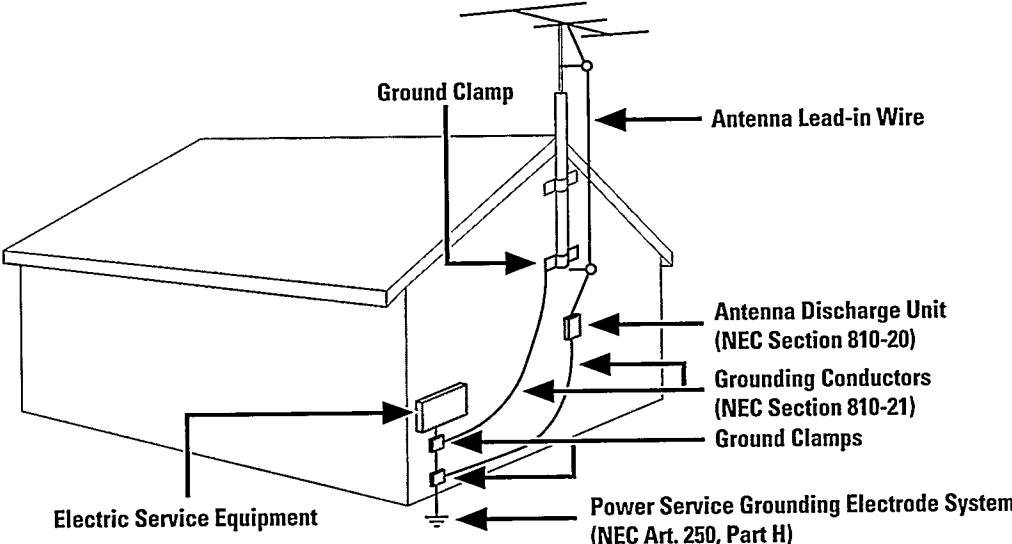 Ground Clamp
Antenna Lead-in Wire
Antenna Discharge Unit
(NEC Section 810-20)
Grounding Conductors
(NEC Section 810-21)
Ground Clamps
Power Service Grounding Electrode System
(NEC Art. 250, Part H)
Electric Service Equipment